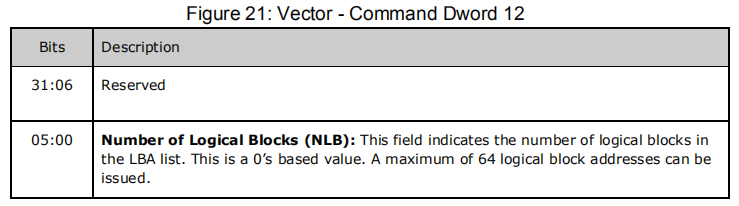 Figure 21: Vector - Command Dword 12
Bits Description
31:06 Reserved
05:00 Number of Logical Blocks (NLB): This field indicates the number of logical blocks in
the LBA list. This is a 0’s based value. A maximum of 64 logical block addresses can be
issued.